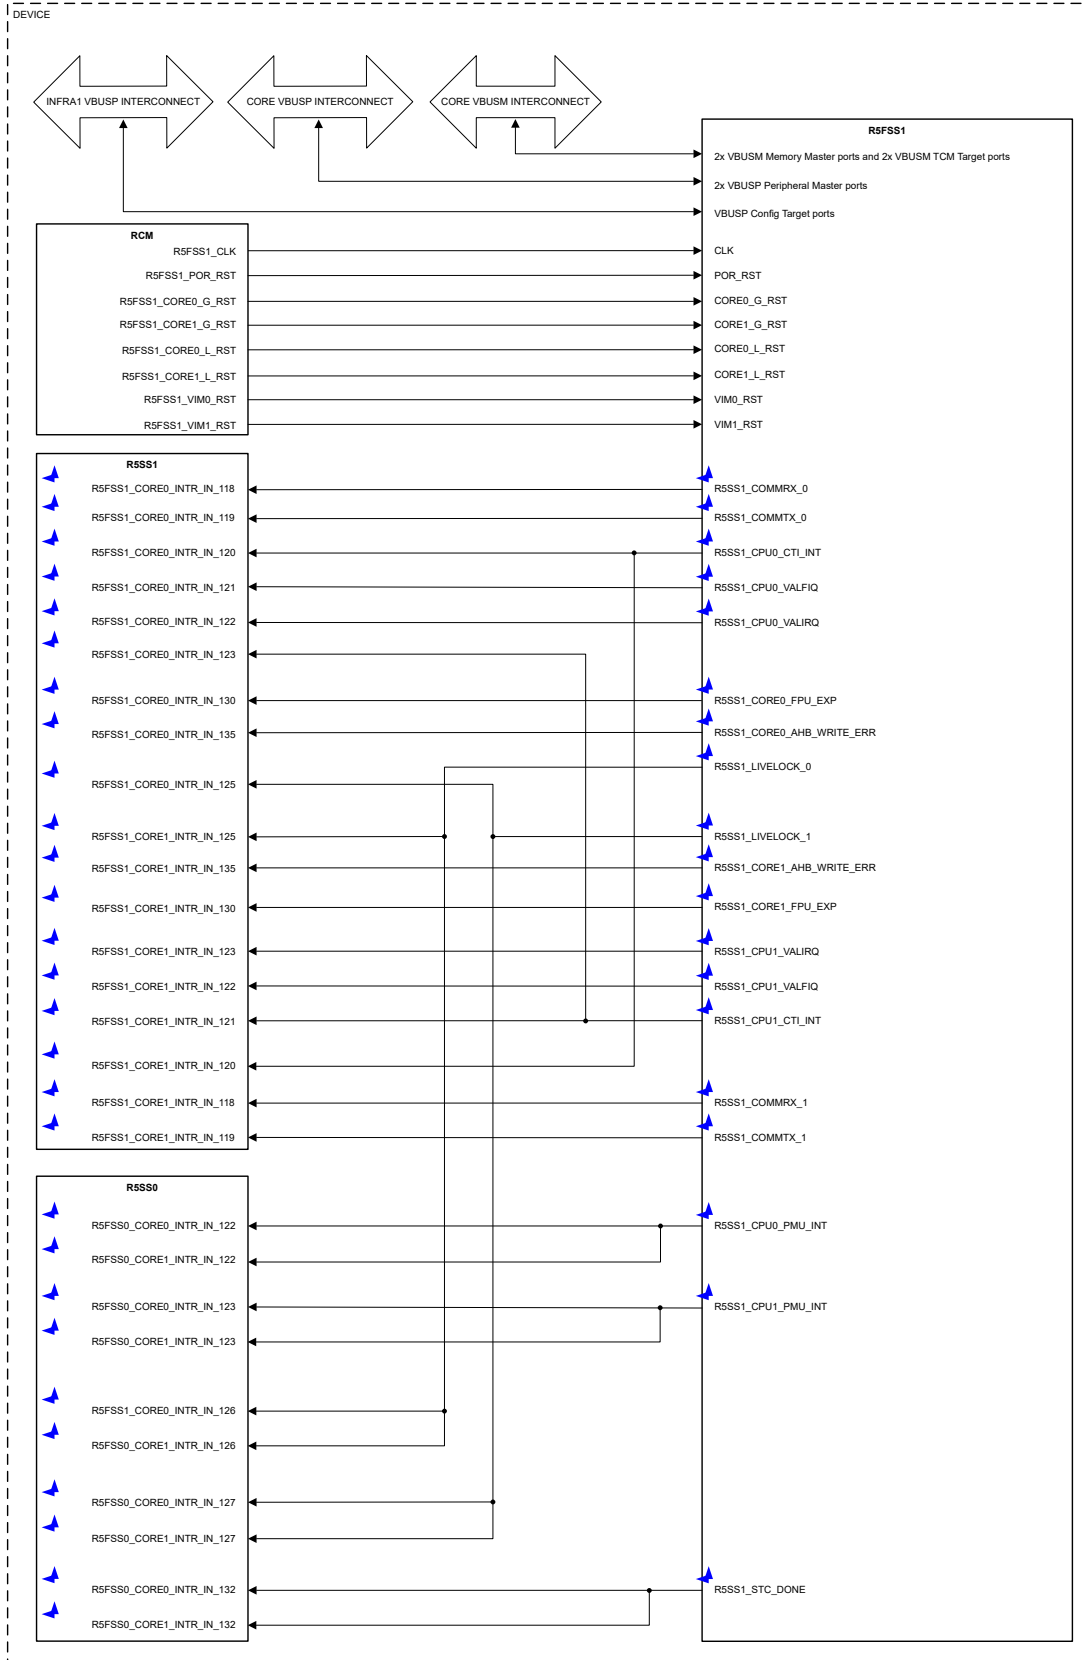 DEVICE
INFRA1 VBUSP INTERCONNECT
CORE VBUSP INTERCONNECT
CORE VBUSM INTERCONNECT
R5FSS1
2x VBUSM Memory Master ports and 2x VBUSM TCM Target ports
2x VBUSP Peripheral Master ports
VBUSP Config Target ports
RCM
R5FSS1_CLK
CLK
R5FSS1_POR_RST
POR_RST
R5FSS1_CORE0_G_RST
CORE0_G_RST
R5FSS1_CORE1_G_RST
CORE1_G_RST
R5FSS1_CORE0_L_RST
CORE0_L_RST
R5FSS1_CORE1_L_RST
CORE1_L_RST
R5FSS1_VIM0_RST
VIM0_RST
R5FSS1_VIM1_RST
VIM1_RST
R5SS1
R5FSS1_CORE0_INTR_IN_118
R5SS1_COMMRX_0
R5FSS1_CORE0_INTR_IN_119
R5SS1_COMMTX_0
R5FSS1_CORE0_INTR_IN_120
R5SS1_CPU0_CTI_INT
R5FSS1_CORE0_INTR_IN_121
R5SS1_CPU0_VALFIQ
R5FSS1_CORE0_INTR_IN_122
R5SS1_CPU0_VALIRQ
R5FSS1_CORE0_INTR_IN_123
R5FSS1_CORE0_INTR_IN_130
R5SS1_CORE0_FPU_EXP
R5FSS1_CORE0_INTR_IN_135
R5SS1_CORE0_AHB_WRITE_ERR
R5SS1_LIVELOCK_0
R5FSS1_CORE0_INTR_IN_125
R5FSS1_CORE1_INTR_IN_125
R5SS1_LIVELOCK_1
R5FSS1_CORE1_INTR_IN_135
R5SS1_CORE1_AHB_WRITE_ERR
R5FSS1_CORE1_INTR_IN_130
R5SS1_CORE1_FPU_EXP
R5FSS1_CORE1_INTR_IN_123
R5SS1_CPU1_VALIRQ
R5FSS1_CORE1_INTR_IN_122
R5SS1_CPU1_VALFIQ
R5FSS1_CORE1_INTR_IN_121
R5SS1_CPU1_CTI_INT
R5FSS1_CORE1_INTR_IN_120
R5FSS1_CORE1_INTR_IN_118
R5SS1_COMMRX_1
R5FSS1_CORE1_INTR_IN_119
R5SS1_COMMTX_1
R5SS0
R5FSS0_CORE0_INTR_IN_122
R5SS1_CPU0_PMU_INT
R5FSS0_CORE1_INTR_IN_122
R5FSS0_CORE0_INTR_IN_123
R5SS1_CPU1_PMU_INT
R5FSS0_CORE1_INTR_IN_123
R5FSS1_CORE0_INTR_IN_126
R5FSS0_CORE1_INTR_IN_126
R5FSS0_CORE0_INTR_IN_127
R5FSS0_CORE1_INTR_IN_127
R5FSS0_CORE0_INTR_IN_132
R5SS1_STC_DONE
R5FSS0_CORE1_INTR_IN_132